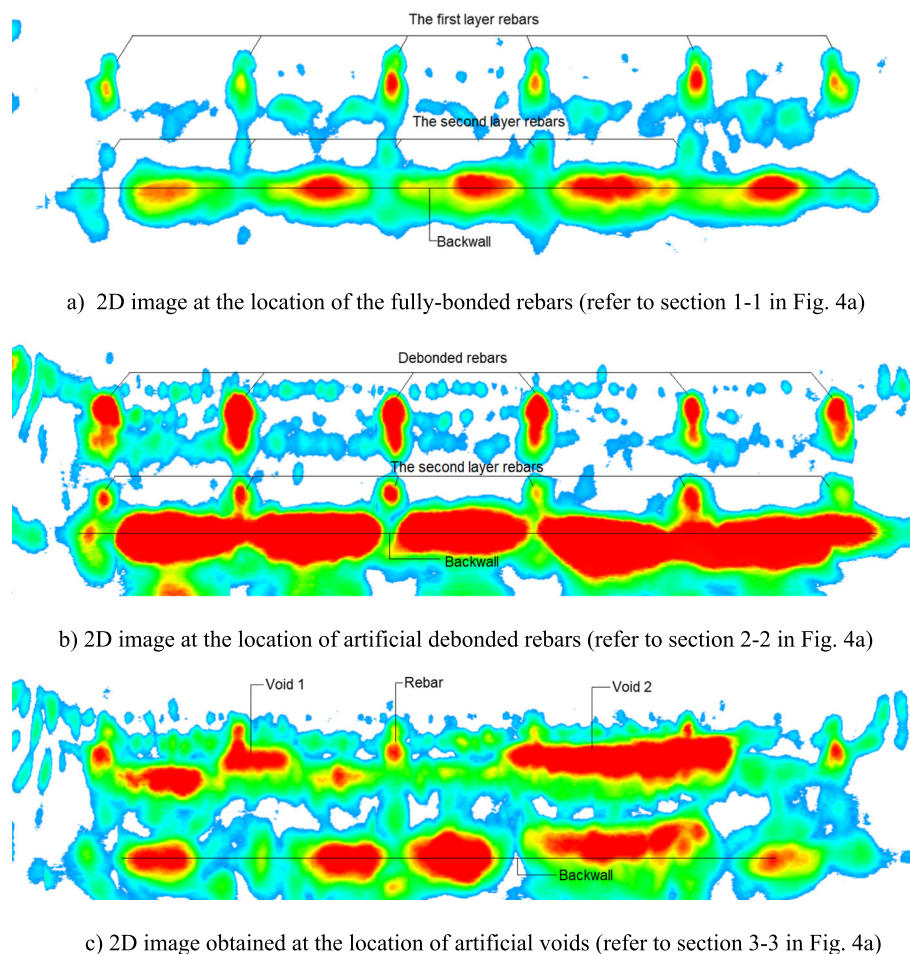 The first layer rebars
The second layer rebars
Backwall
a) 2D image at the location of the fully-bonded rebars (refer to section 1-1 in Fig. 4a)
Debonded rebars
The second layer rebars
Backwall
b) 2D image at the location of artificial debonded rebars (refer to section 2-2 in Fig. 4a)
Void 1
Rebar
Void 2
Backwall
c) 2D image obtained at the location of artificial voids (refer to section 3-3 in Fig. 4a)